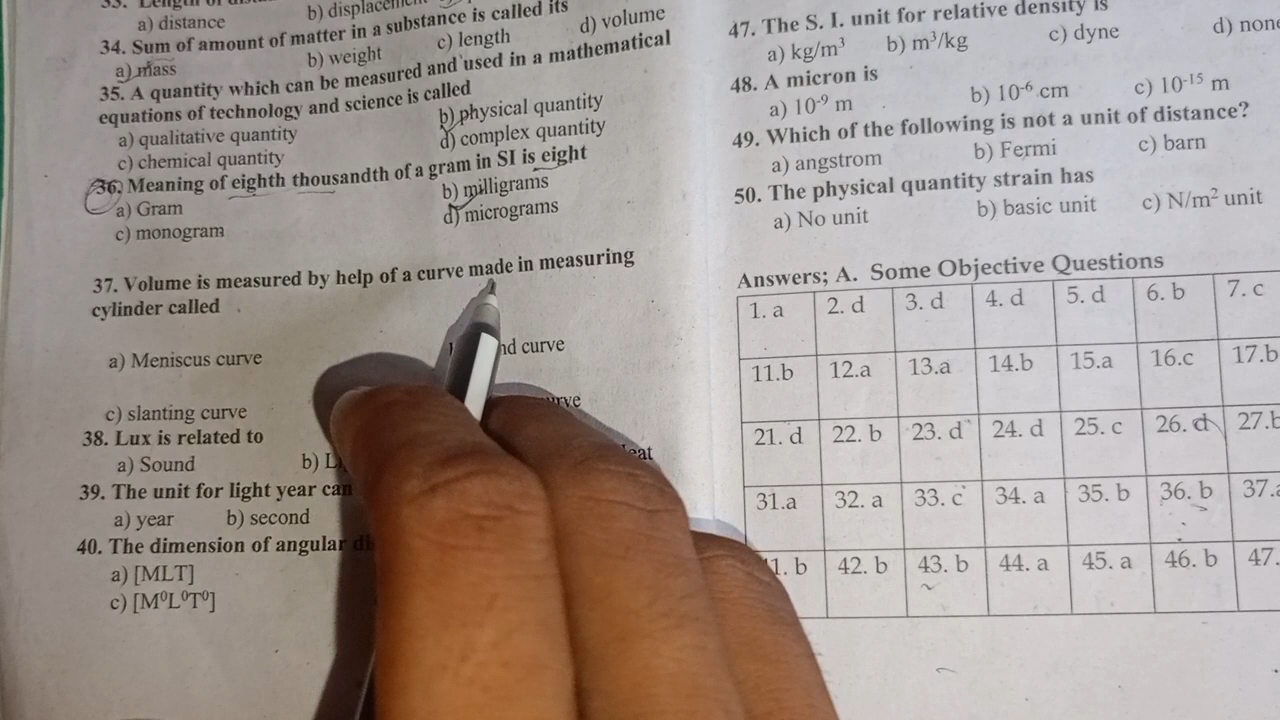 a) distance
34. Sum of amount of matter in a substance is called its
a) mass b) weight c) length d) volume
35. A quantity which can be measured and used in a mathematical
equations of technology and science is called
a) qualitative quantity b) physical quantity
c) chemical quantity d) complex quantity
36. Meaning of eighth thousandth of a gram in SI is eight
a) Gram b) milligrams
c) monogram d) micrograms
37. Volume is measured by help of a curve made in measuring
cylinder called
a) Meniscus curve curve
c) slanting curve
38. Lux is related to
a) Sound b)
39. The unit for light year can
a) year b) second
40. The dimension of angular
a) [MLT]
c) [M⁰L⁰T⁰]
47. The S. I. unit for relative density is
a) kg/m³ b) m³/kg c) dyne d)
48. A micron is
a) 10⁻⁹ m b) 10⁻⁶ cm c) 10⁻¹⁵ m
49. Which of the following is not a unit of distance?
a) angstrom b) Fermi c) barn
50. The physical quantity strain has
a) No unit b) basic unit c) N/m² unit
Answers; A. Some Objective Questions
1. a 2. d 3. d 4. d 5. d 6. b 7. c
11.b 12.a 13.a 14.b 15.a 16.c 17.b
21. d 22. b 23. d 24. d 25. c 26. d 27.
31.a 32. a 33. c 34. a 35. b 36. b 37.
1. b 42. b 43. b 44. a 45. a 46. b 47.